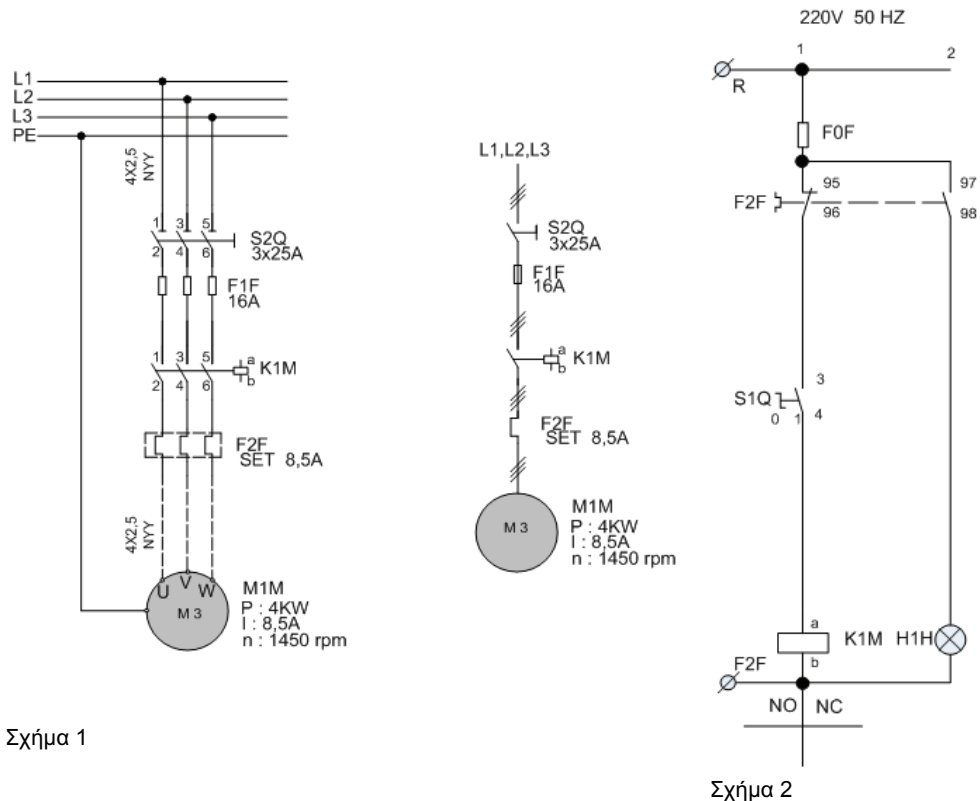 L1
L2
L3
PE
4X2,5
NYY
1 3 5
2 4 6
S2Q
3x25A
F1F
16A
1 3 5
2 4 6
a
b
K1M
F2F
SET 8,5A
4X2,5
NYY
U V W
M 3
M1M
P : 4KW
I : 8,5A
n : 1450 rpm
Σχήμα 1
L1,L2,L3
S2Q
3x25A
F1F
16A
a
b
K1M
F2F
SET 8,5A
M 3
M1M
P : 4KW
I : 8,5A
n : 1450 rpm
220V 50 HZ
1 2
R
F0F
F2F
95
96
97
98
S1Q
0 1
3
4
a
b
K1M H1H
F2F
NO NC
Σχήμα 2